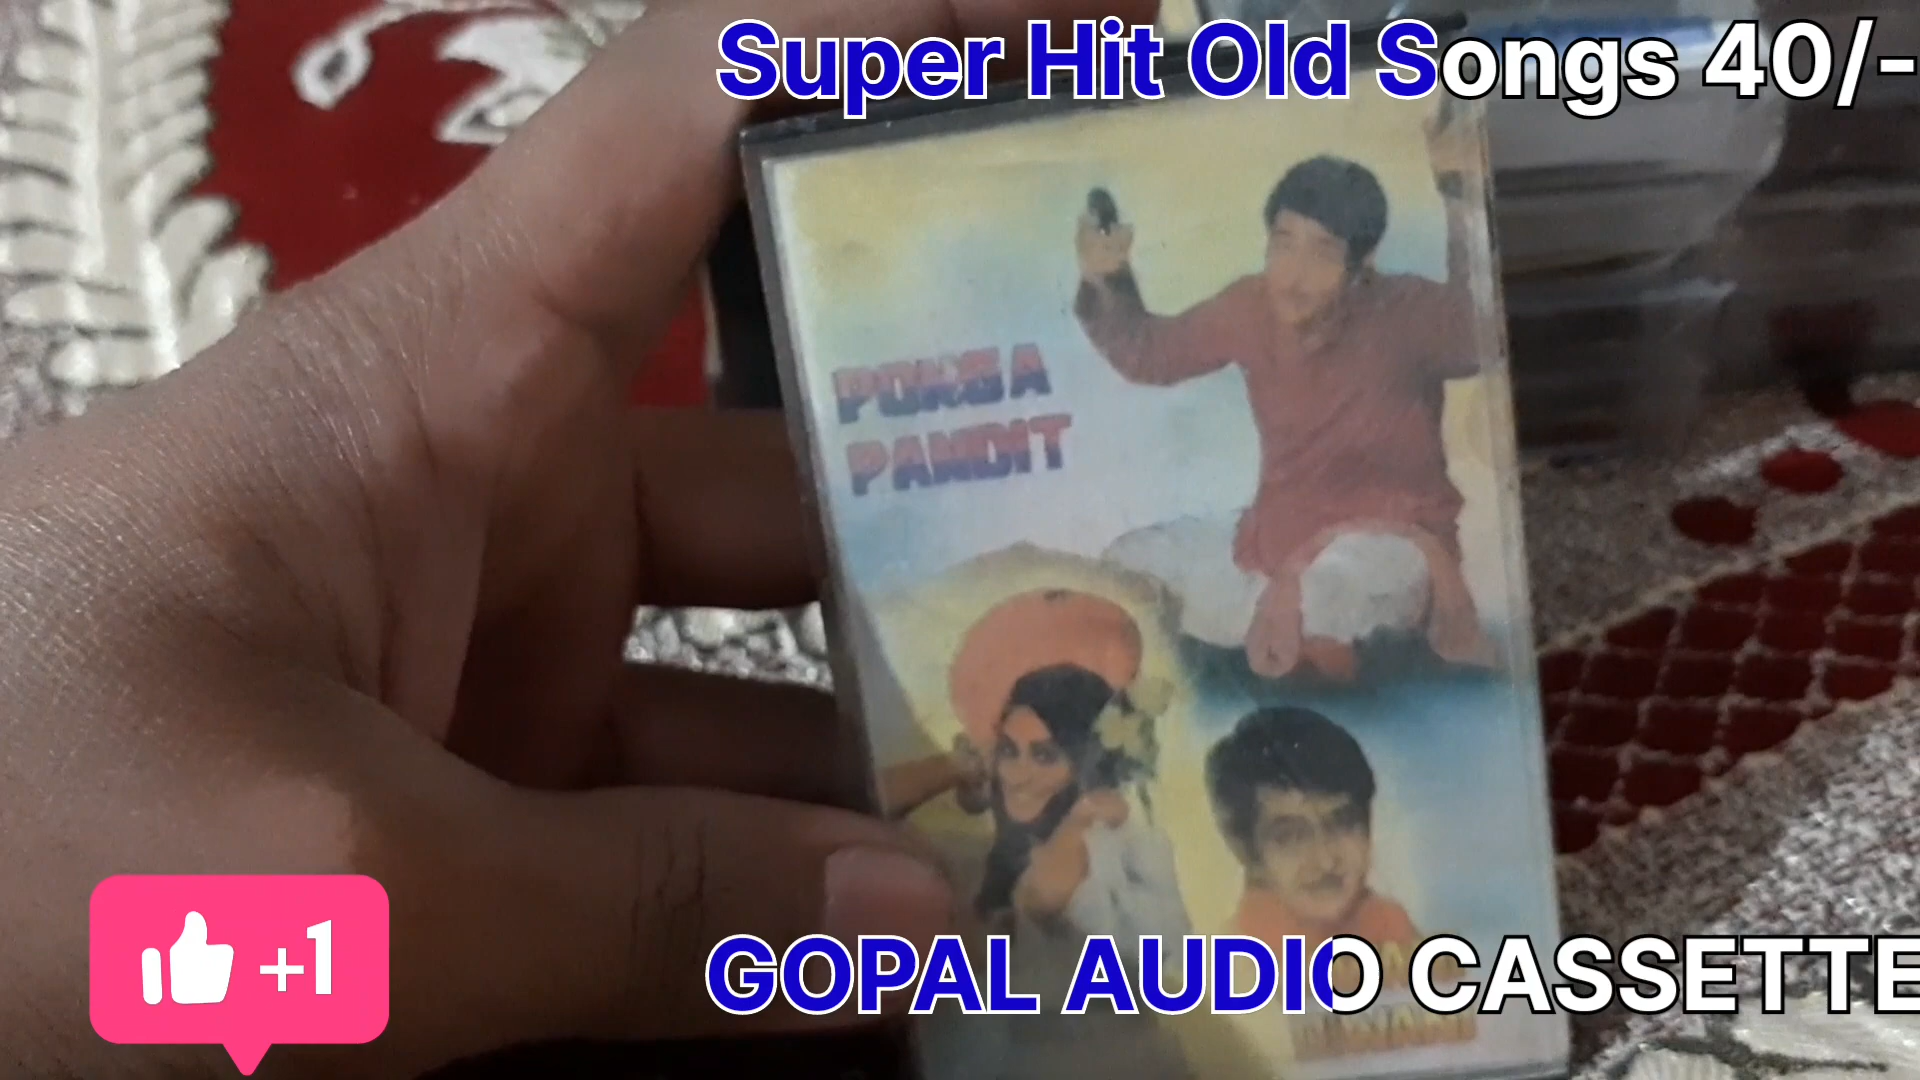 Super Hit Old Songs 40/-
PONGA
PANDIT
+1
GOPAL AUDIO CASSETTE